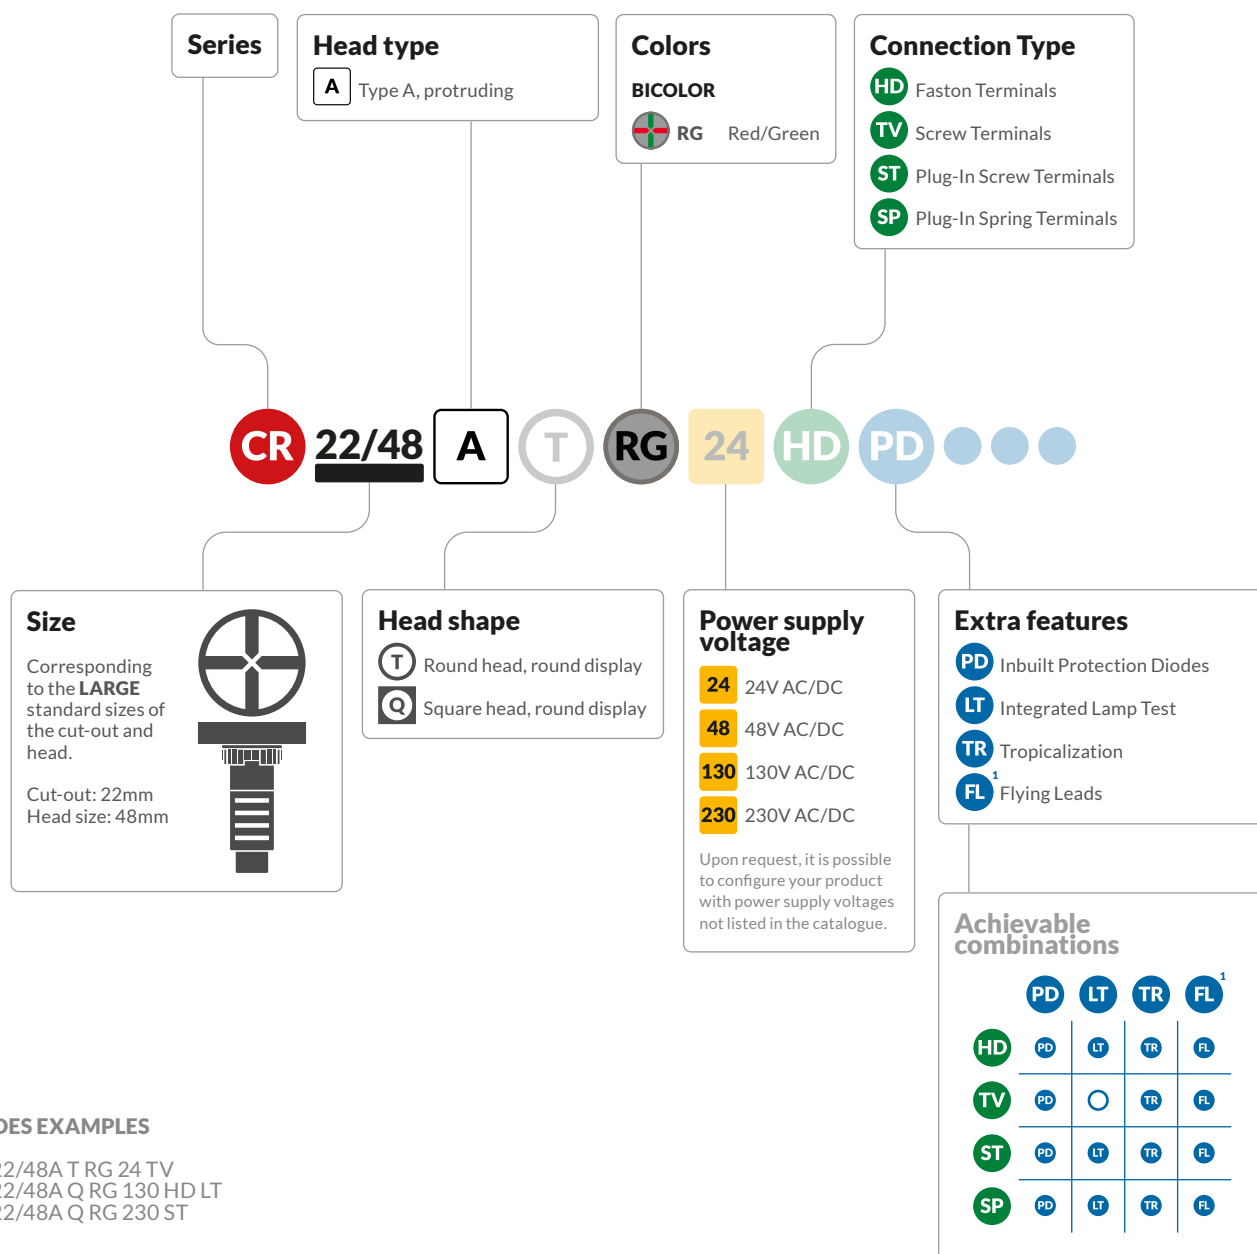 Series
Head type
A Type A, protruding
Colors
BICOLOR
RG Red/Green
Connection Type
HD Faston Terminals
TV Screw Terminals
ST Plug-In Screw Terminals
SP Plug-In Spring Terminals
CR 22/48 A T RG 24 HD PD
Size
Corresponding
to the LARGE
standard sizes of
the cut-out and
head.
Cut-out: 22mm
Head size: 48mm
Head shape
T Round head, round display
Q Square head, round display
Power supply
voltage
24 24V AC/DC
48 48V AC/DC
130 130V AC/DC
230 230V AC/DC
Upon request, it is possible
to configure your product
with power supply voltages
not listed in the catalogue.
Extra features
PD Inbuilt Protection Diodes
LT Integrated Lamp Test
TR Tropicalization
FL 1 Flying Leads
Achievable
combinations
PD LT TR FL 1
HD PD LT TR FL
TV PD TR FL
ST PD LT TR FL
SP PD LT TR FL
DES EXAMPLES
22/48A T RG 24 TV
22/48A Q RG 130 HD LT
22/48A Q RG 230 ST